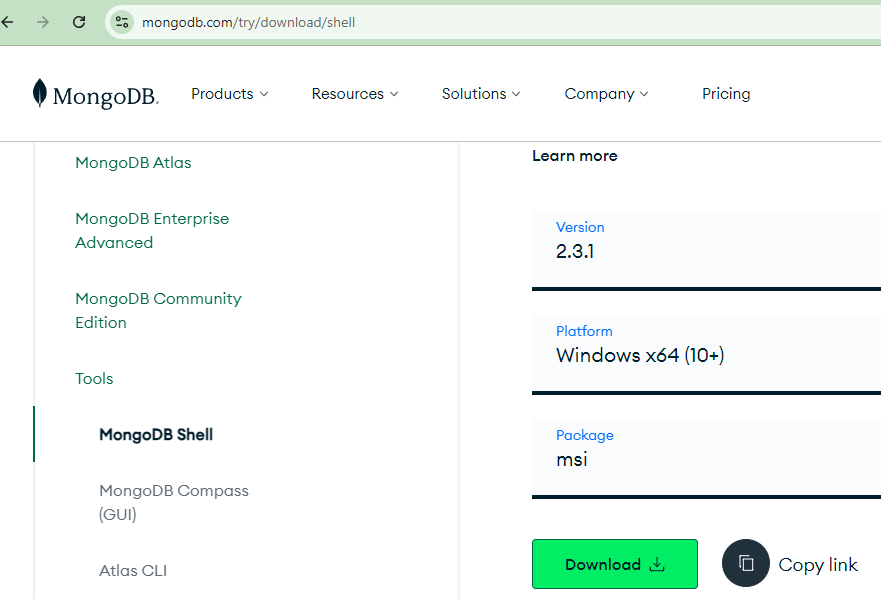 mongodb.com/try/download/shell
MongoDB.
Products
Resources
Solutions
Company
Pricing
MongoDB Atlas
MongoDB Enterprise
Advanced
MongoDB Community
Edition
Tools
MongoDB Shell
MongoDB Compass
(GUI)
Atlas CLI
Learn more
Version
2.3.1
Platform
Windows x64 (10+)
Package
msi
Download
Copy link